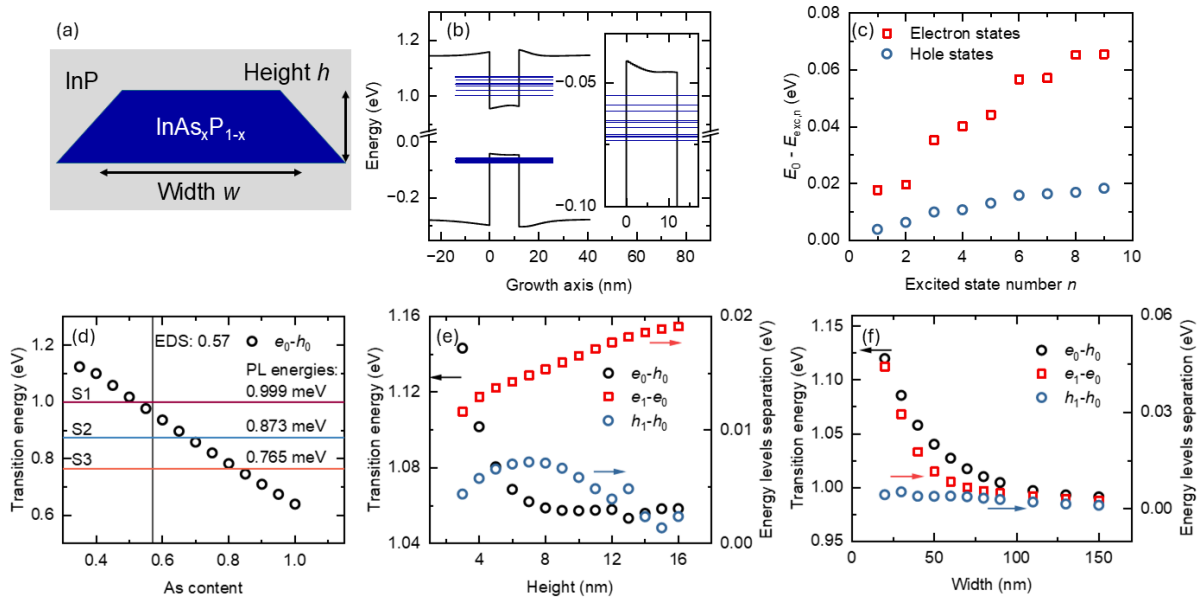 (a)
InP
Height h
InAsxP1-x
Width w
(b)
Energy (eV)
1.2
1.0
0.0
−0.2
−20
0
20
40
60
80
Growth axis (nm)
−0.05
−0.10
0
10
(c)
Electron states
Hole states
E0 - Eexc,n (eV)
0.08
0.06
0.04
0.02
0.00
0
2
4
6
8
10
Excited state number n
(d)
EDS: 0.57
e0-h0
PL energies:
S1
0.999 meV
S2
0.873 meV
S3
0.765 meV
Transition energy (eV)
1.2
1.0
0.8
0.6
0.4
0.6
0.8
1.0
As content
(e)
e0-h0
e1-e0
h1-h0
Transition energy (eV)
1.16
1.12
1.08
1.04
4
8
12
16
Height (nm)
0.02
0.01
0.00
Energy levels separation (eV)
(f)
e0-h0
e1-e0
h1-h0
Transition energy (eV)
1.15
1.10
1.05
1.00
0.95
0
50
100
150
Width (nm)
0.06
0.03
0.00
Energy levels separation (eV)